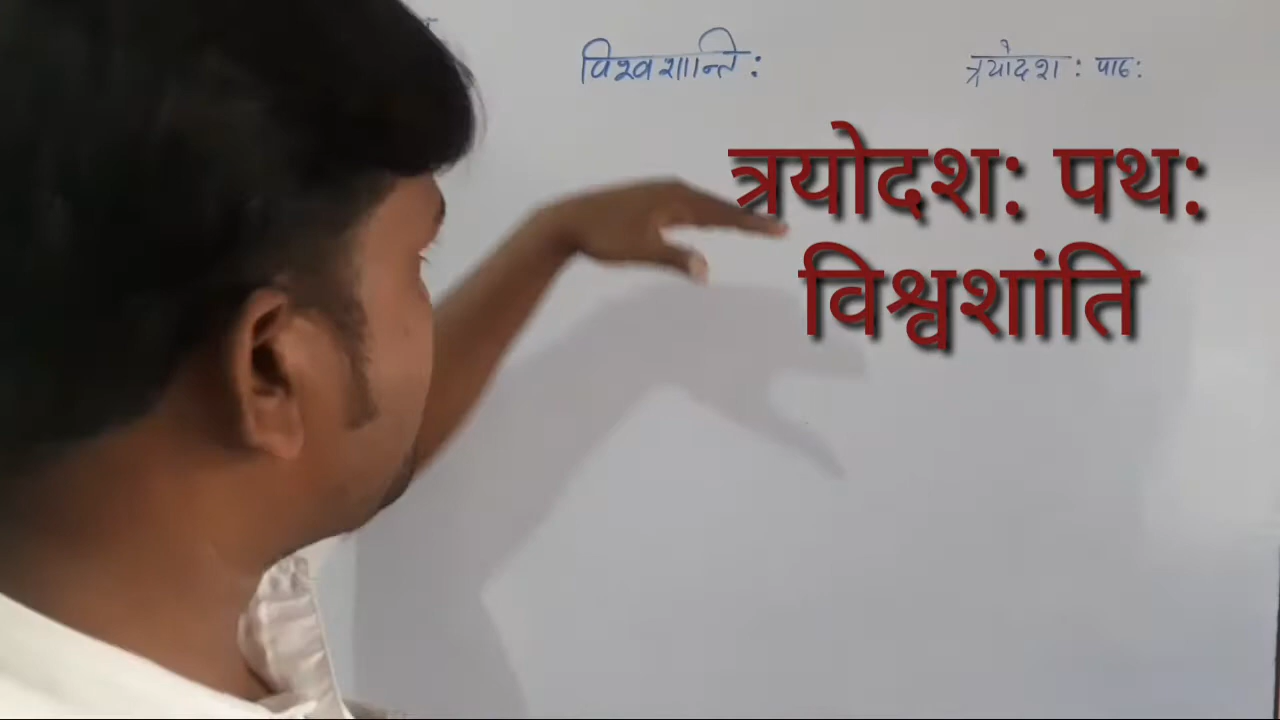 विश्वशान्ति:
त्रयोदश: पाठ:
त्रयोदश: पथ:
विश्वशांति